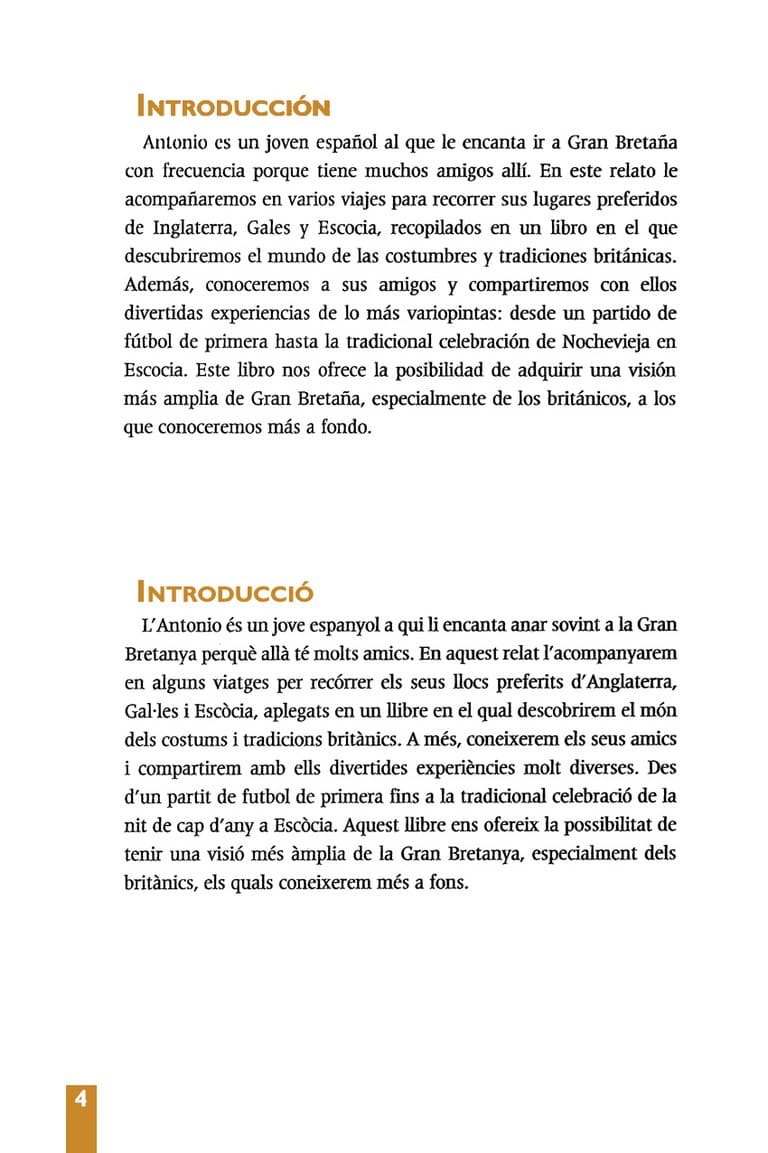 INTRODUCCIÓN
Antonio es un joven español al que le encanta ir a Gran Bretaña
con frecuencia porque tiene muchos amigos allí. En este relato le
acompañaremos en varios viajes para recorrer sus lugares preferidos
de Inglaterra, Gales y Escocia, recopilados en un libro en el que
descubriremos el mundo de las costumbres y tradiciones británicas.
Además, conoceremos a sus amigos y compartiremos con ellos
divertidas experiencias de lo más variopintas: desde un partido de
fútbol de primera hasta la tradicional celebración de Nochevieja en
Escocia. Este libro nos ofrece la posibilidad de adquirir una visión
más amplia de Gran Bretaña, especialmente de los británicos, a los
que conoceremos más a fondo.
INTRODUCCIÓ
L'Antonio és un jove espanyol a qui li encanta anar sovint a la Gran
Bretanya perquè allà té molts amics. En aquest relat l'acompanyarem
en alguns viatges per recórrer els seus llocs preferits d'Anglaterra,
Gal·les i Escòcia, aplegats en un llibre en el qual descobrirem el món
dels costums i tradicions britànics. A més, coneixerem els seus amics
i compartirem amb ells divertides experiències molt diverses. Des
d'un partit de futbol de primera fins a la tradicional celebració de la
nit de cap d'any a Escòcia. Aquest llibre ens ofereix la possibilitat de
tenir una visió més àmplia de la Gran Bretanya, especialment dels
britànics, els quals coneixerem més a fons.
4